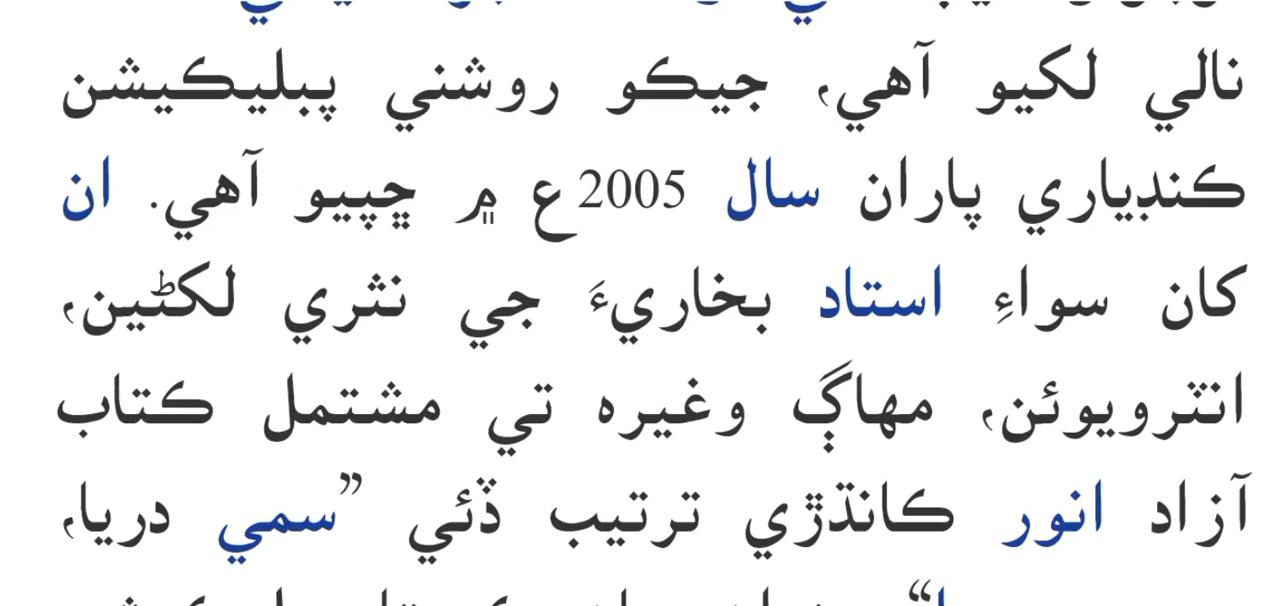 نالي لکيو آهي، جيڪو روشني پبليڪيشن
ڪنڊياري پاران سال 2005ع ۾ ڇپيو آهي. ان
کان سواءِ استاد بخاريءَ جي نثري لکڻين،
انٽرويوئن، مهاڳ وغيره تي مشتمل ڪتاب
آزاد انور ڪانڌڙي ترتيب ڏئي ”سمي دريا،